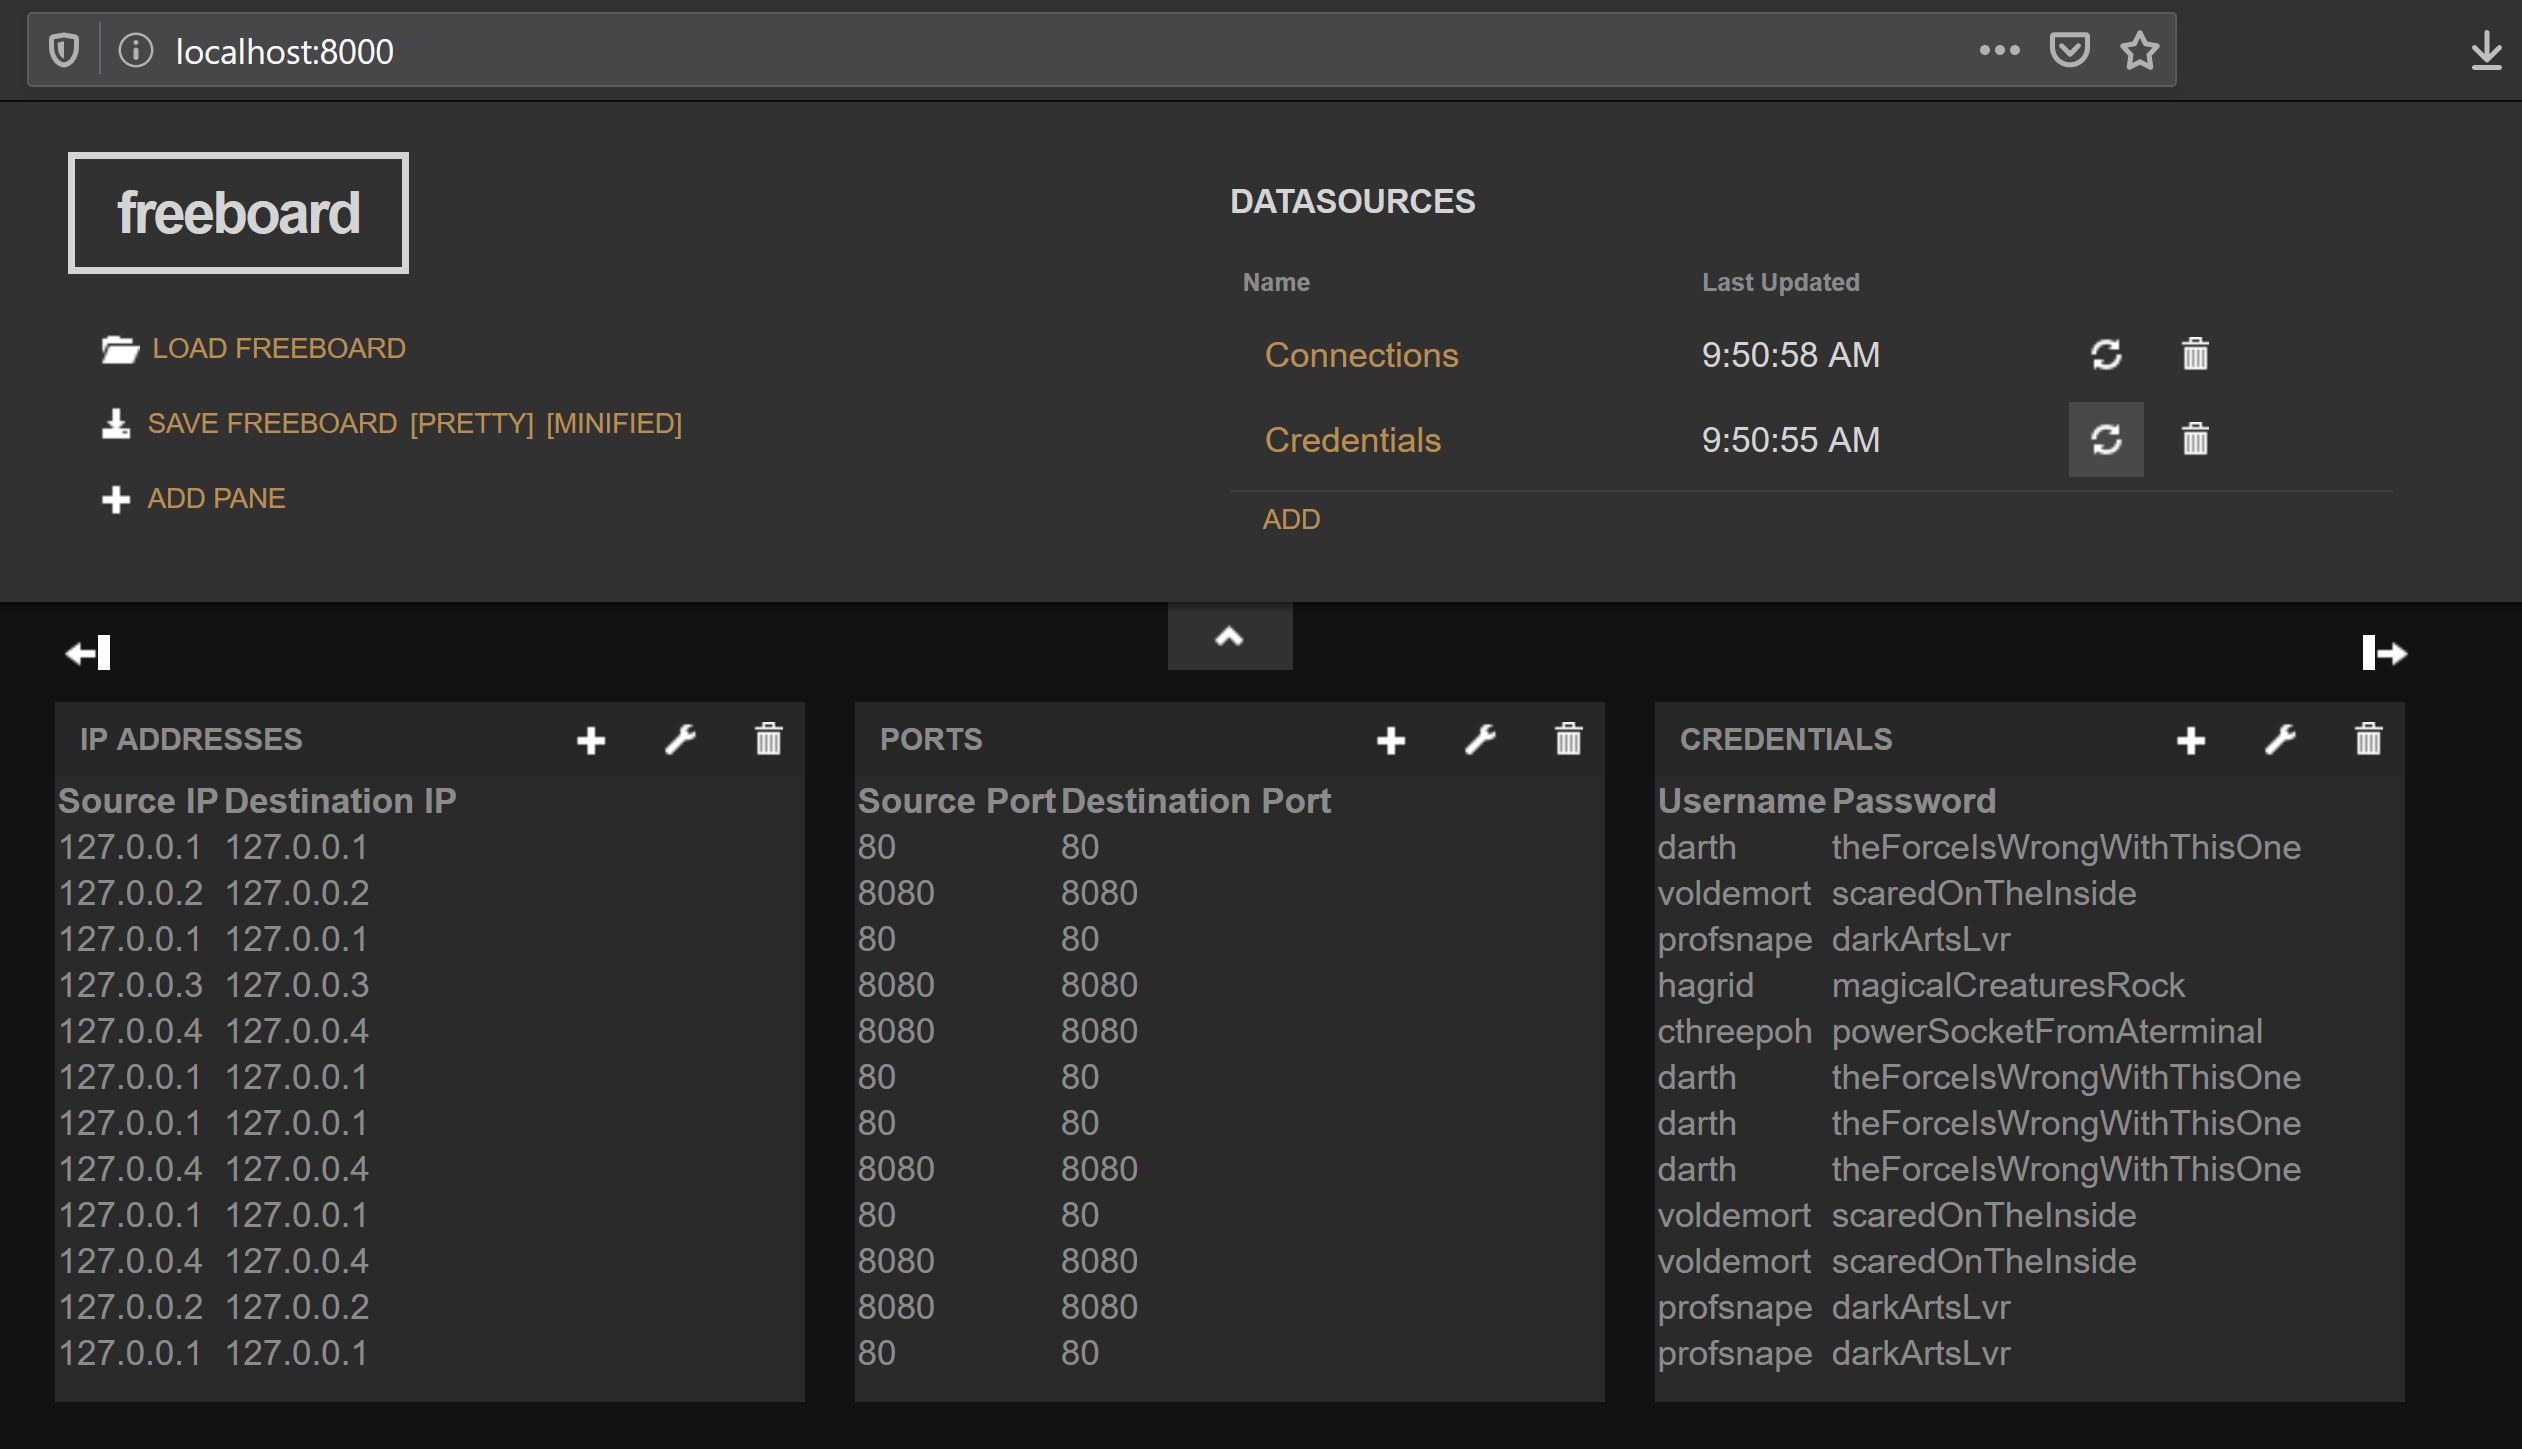 localhost:8000
freeboard
LOAD FREEBOARD
SAVE FREEBOARD [PRETTY] [MINIFIED]
ADD PANE
DATASOURCES
Name Last Updated
Connections 9:50:58 AM
Credentials 9:50:55 AM
ADD
IP ADDRESSES
Source IP Destination IP
127.0.0.1 127.0.0.1
127.0.0.2 127.0.0.2
127.0.0.1 127.0.0.1
127.0.0.3 127.0.0.3
127.0.0.4 127.0.0.4
127.0.0.1 127.0.0.1
127.0.0.1 127.0.0.1
127.0.0.4 127.0.0.4
127.0.0.1 127.0.0.1
127.0.0.4 127.0.0.4
127.0.0.2 127.0.0.2
127.0.0.1 127.0.0.1
PORTS
Source Port Destination Port
80 80
8080 8080
80 80
8080 8080
8080 8080
80 80
80 80
8080 8080
80 80
8080 8080
8080 8080
80 80
CREDENTIALS
Username Password
darth theForceIsWrongWithThisOne
voldemort scaredOnTheInside
profsnape darkArtsLvr
hagrid magicalCreaturesRock
cthreepoh powerSocketFromAterminal
darth theForceIsWrongWithThisOne
darth theForceIsWrongWithThisOne
darth theForceIsWrongWithThisOne
voldemort scaredOnTheInside
voldemort scaredOnTheInside
profsnape darkArtsLvr
profsnape darkArtsLvr